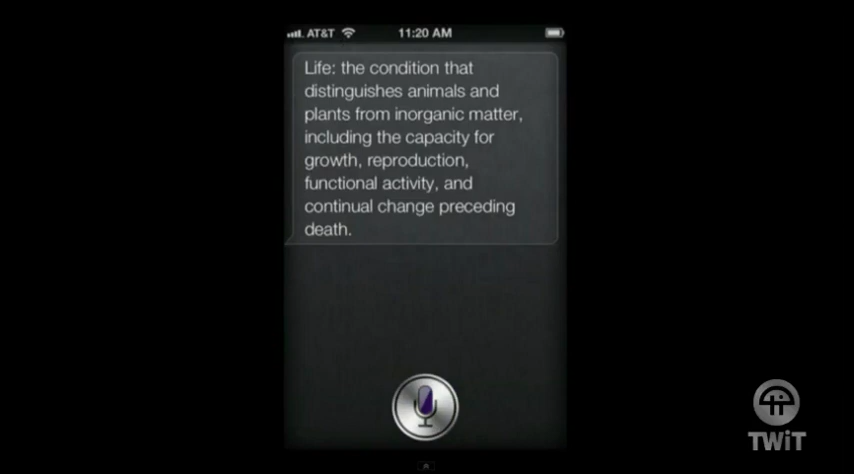 AT&T 11:20 AM
Life: the condition that
distinguishes animals and
plants from inorganic matter,
including the capacity for
growth, reproduction,
functional activity, and
continual change preceding
death.
TWiT